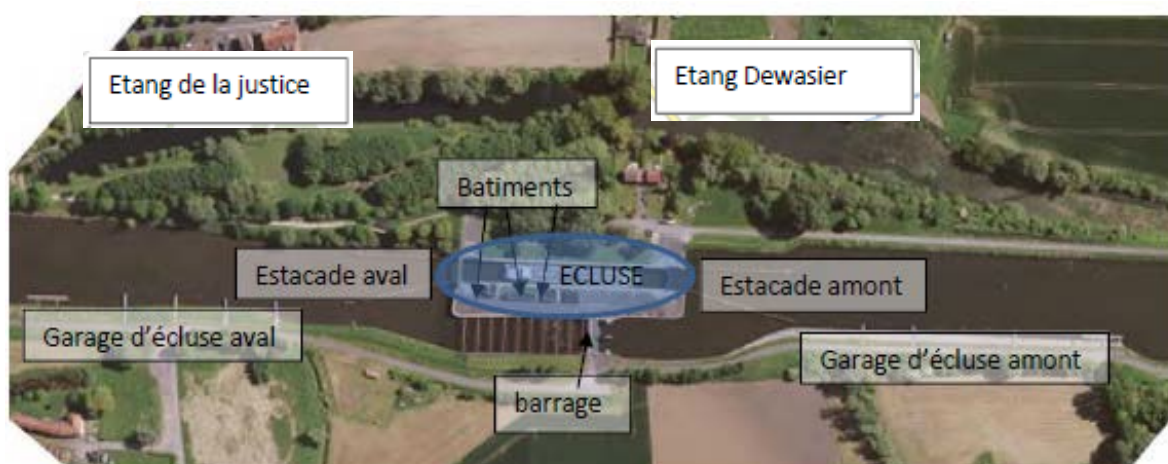 Etang de la justice
Etang Dewasier
Batiments
Estacade aval
ECLUSE
Estacade amont
Garage d'écluse aval
Garage d'écluse amont
barrage